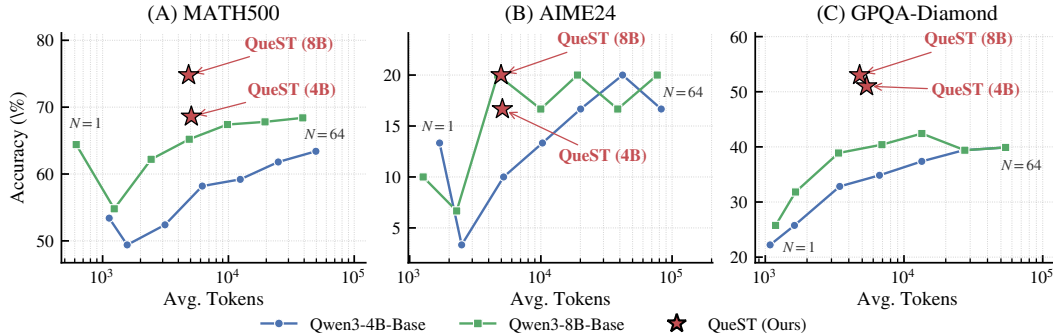 (A) MATH500
80
70
60
50
Accuracy (\%)
10³
10⁴
10⁵
Avg. Tokens
N = 1
N = 64
QueST (8B)
QueST (4B)
(B) AIME24
20
15
10
5
10³
10⁴
10⁵
Avg. Tokens
N = 1
N = 64
QueST (8B)
QueST (4B)
(C) GPQA-Diamond
60
50
40
30
20
10³
10⁴
10⁵
Avg. Tokens
N = 1
N = 64
QueST (8B)
QueST (4B)
Qwen3-4B-Base
Qwen3-8B-Base
QueST (Ours)